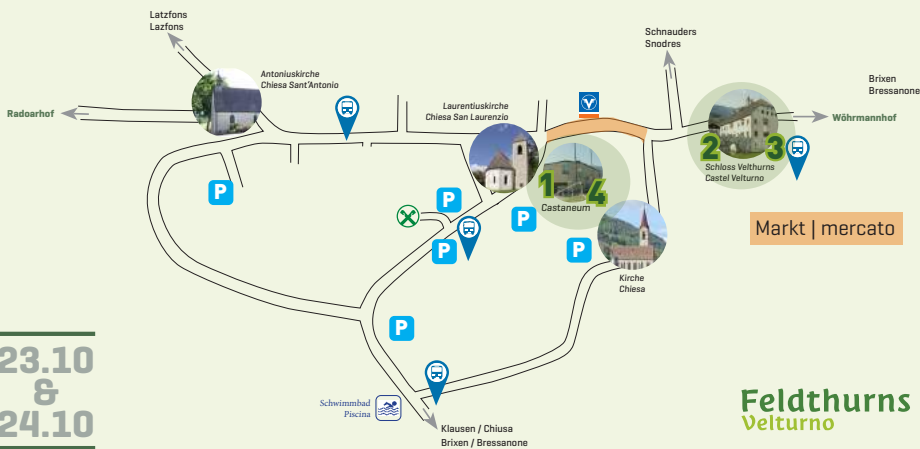 Latzfons
Lazfons
Schnauders
Snodres
Antoniuskirche
Chiesa Sant'Antonio
Brixen
Bressanone
Radoarhof
Laurentiuskirche
Chiesa San Laurenzio
V
Wöhrmannhof
2 3
Schloss Velthurns
Castel Velturno
1 4
Castaneum
P
P
P
P
P
P
Markt | mercato
Kirche
Chiesa
23.10
&
24.10
Schwimmbad
Piscina
Klausen / Chiusa
Brixen / Bressanone
Feldthurns
Velturno